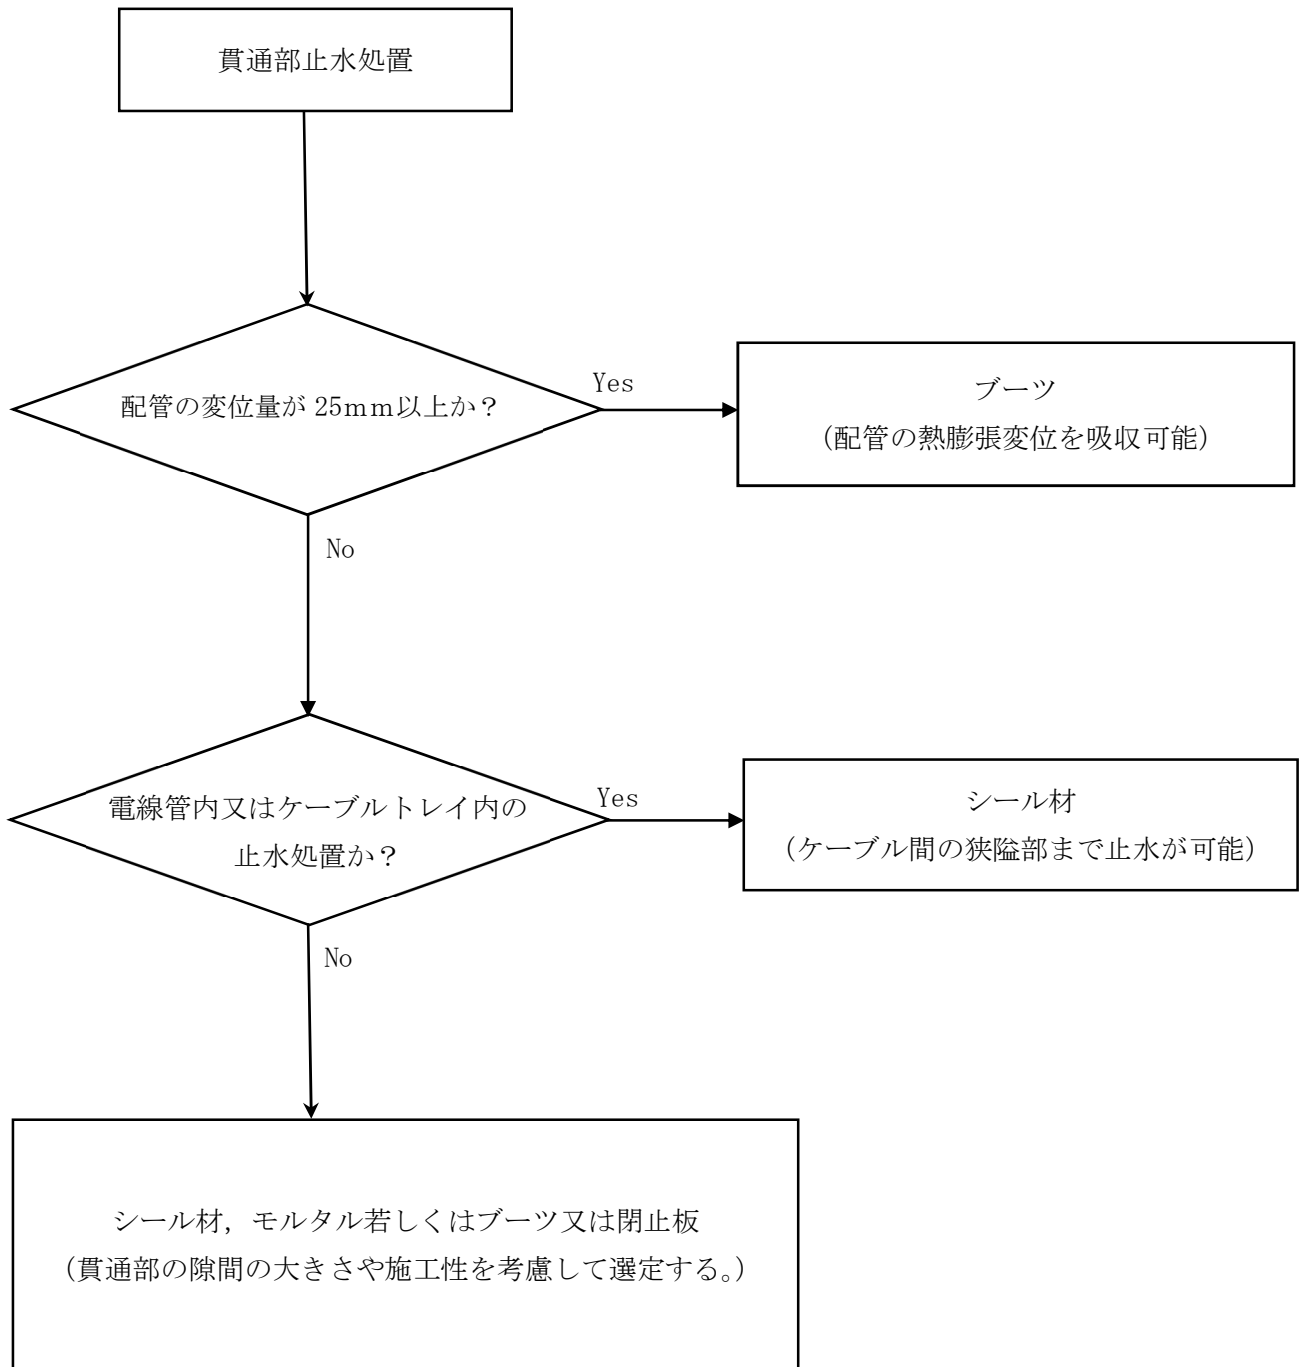 貫通部止水処置
配管の変位量が 25mm以上か？
Yes
ブーツ
（配管の熱膨張変位を吸収可能）
No
電線管内又はケーブルトレイ内の
止水処置か？
Yes
シール材
（ケーブル間の狭隘部まで止水が可能）
No
シール材，モルタル若しくはブーツ又は閉止板
（貫通部の隙間の大きさや施工性を考慮して選定する。）